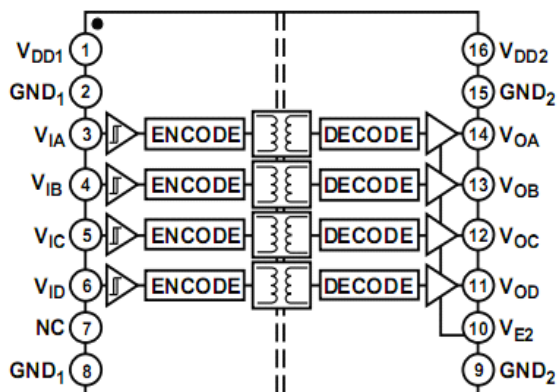 VDD1 1 16 VDD2
GND1 2 15 GND2
VIA 3 ENCODE DECODE 14 VOA
VIB 4 ENCODE DECODE 13 VOB
VIC 5 ENCODE DECODE 12 VOC
VID 6 ENCODE DECODE 11 VOD
NC 7 10 VE2
GND1 8 9 GND2